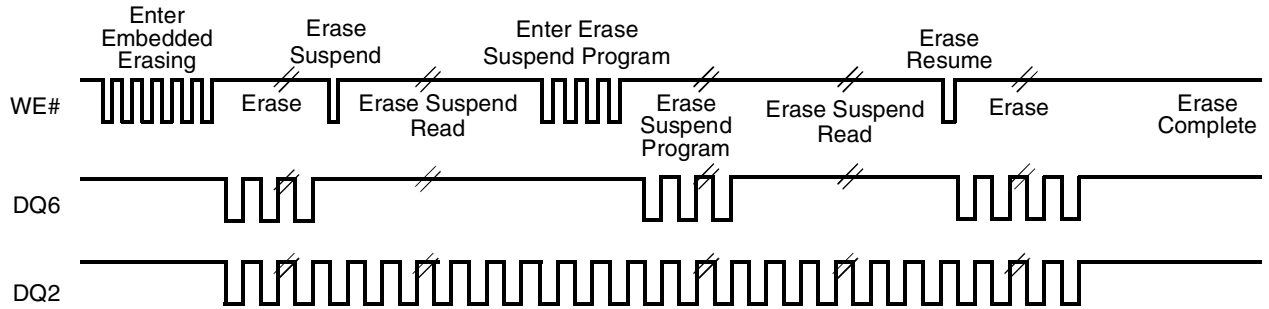 Enter
Embedded
Erasing
Erase
Suspend
Enter Erase
Suspend Program
Erase
Resume
WE#
Erase
Erase Suspend
Read
Erase
Suspend
Program
Erase Suspend
Read
Erase
Erase
Complete
DQ6
DQ2